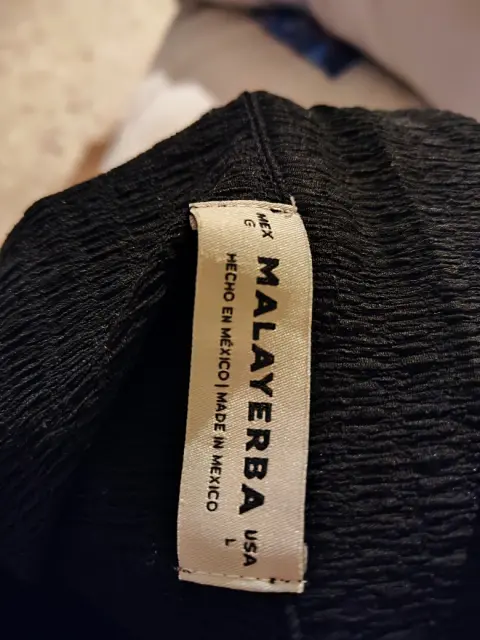 MEX
G
MALAYERBA
USA
L
HECHO EN MÉXICO | MADE IN MEXICO